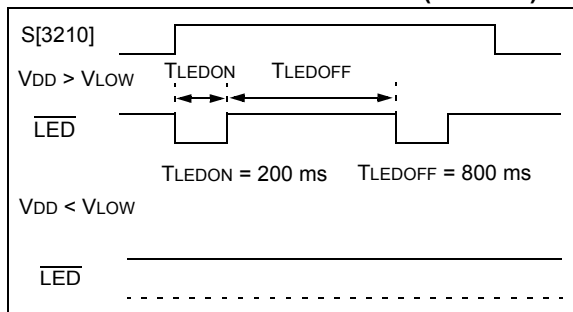 S[3210]
VDD > VLOW
TLEDON TLEDOFF
LED
TLEDON = 200 ms TLEDOFF = 800 ms
VDD < VLOW
LED